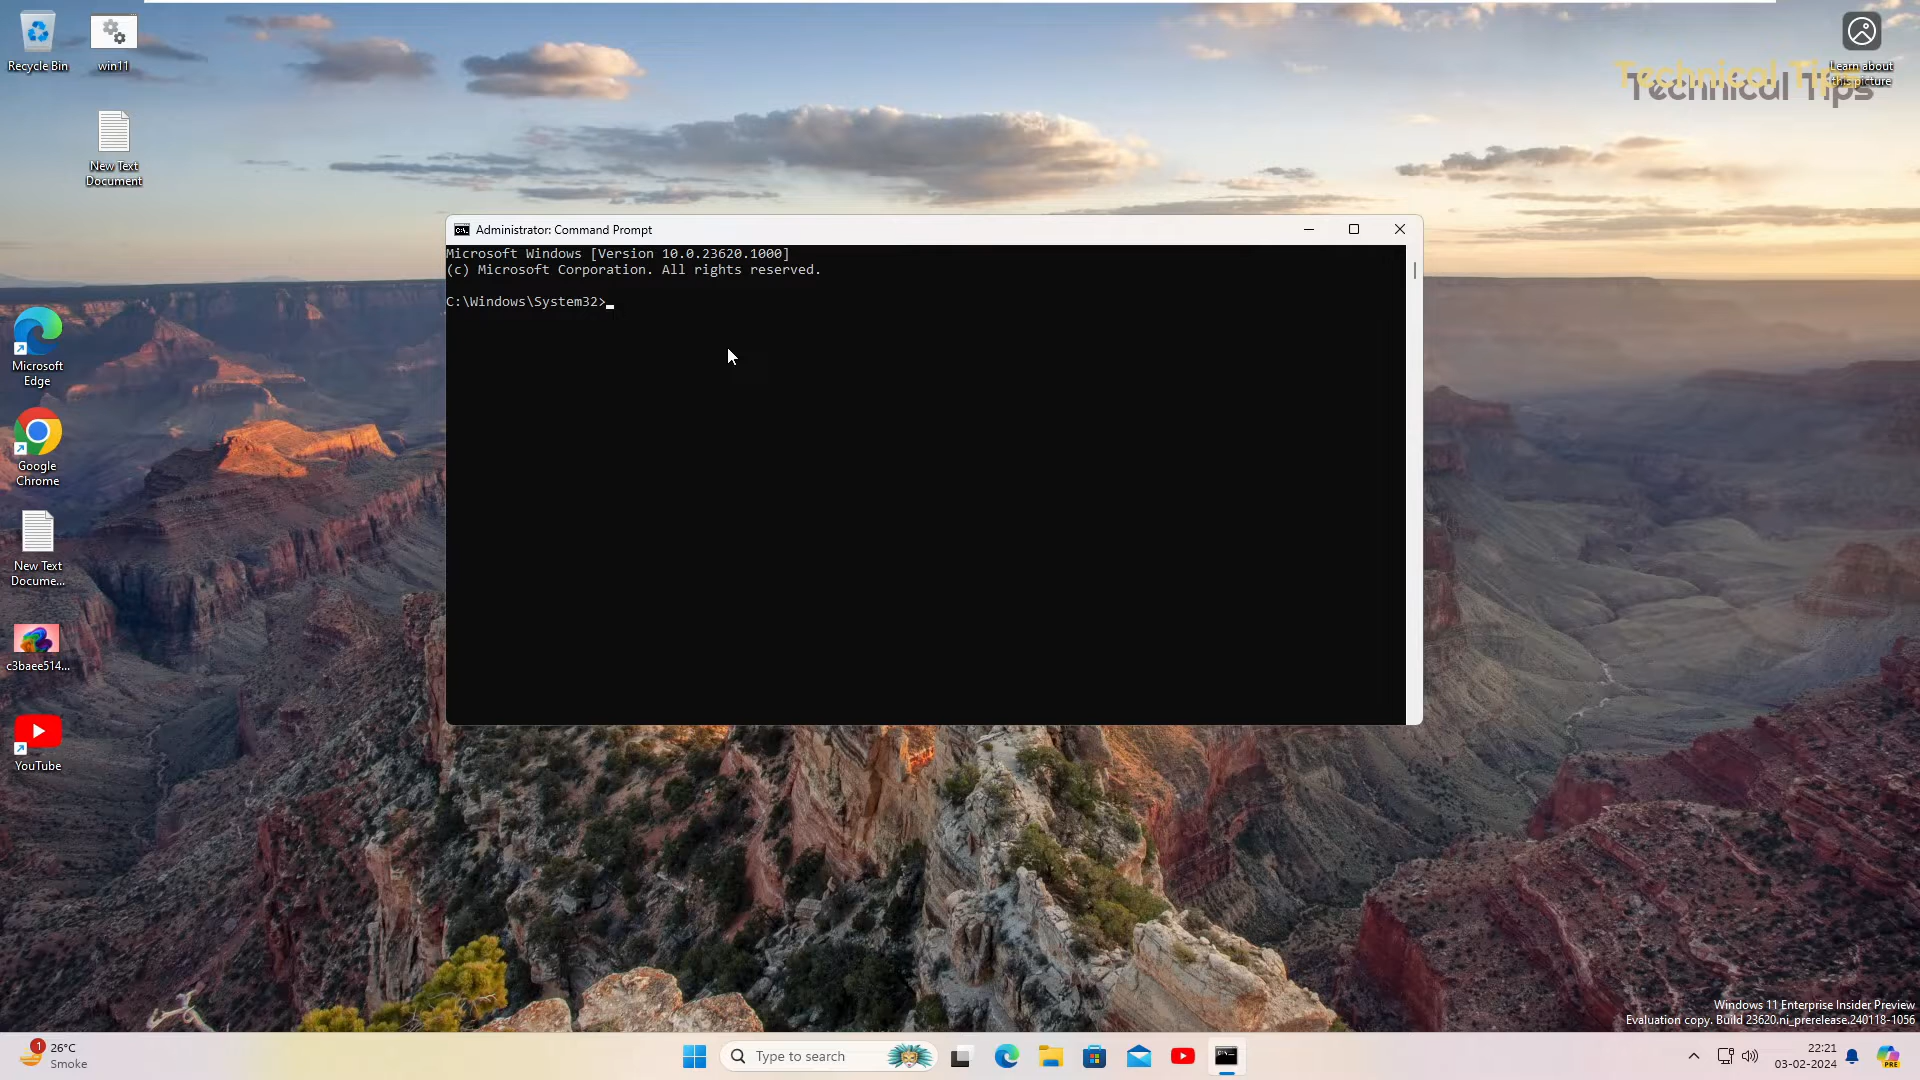 Recycle Bin
win11
New Text
Document
Learn about
this picture
Technical Tips
Administrator: Command Prompt
Microsoft Windows [Version 10.0.23620.1000]
(c) Microsoft Corporation. All rights reserved.
C:\Windows\System32>
Microsoft
Edge
Google
Chrome
New Text
Docume...
c3baee514...
YouTube
Windows 11 Enterprise Insider Preview
Evaluation copy. Build 23620.ni_prerelease.240118-1056
1
26°C
Smoke
Type to search
22:21
03-02-2024
PRE